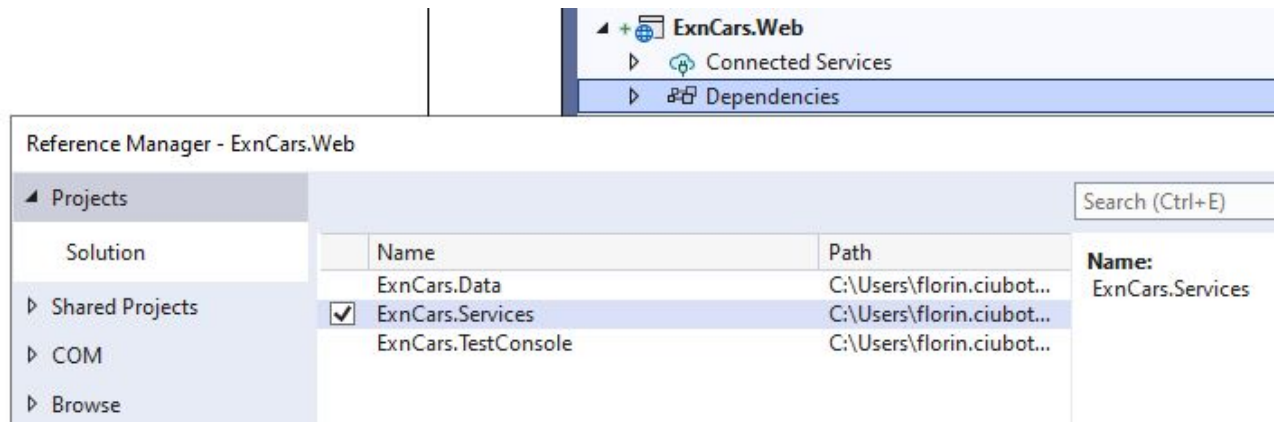 ExnCars.Web
Connected Services
Dependencies
Reference Manager - ExnCars.Web
Projects
Search (Ctrl+E)
Solution
Name Path
Name:
ExnCars.Data C:\Users\florin.ciubot...
ExnCars.Services
Shared Projects
ExnCars.Services C:\Users\florin.ciubot...
ExnCars.TestConsole C:\Users\florin.ciubot...
COM
Browse